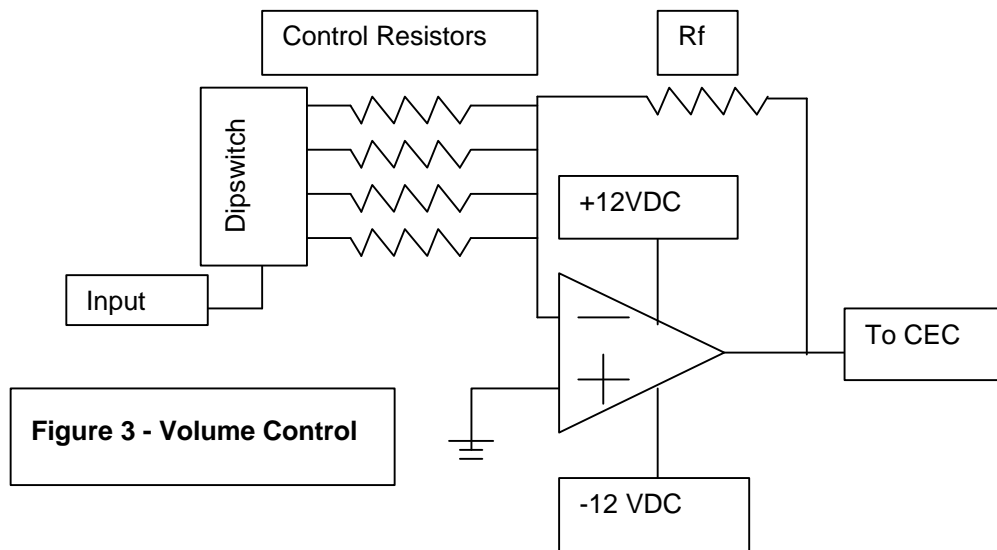 Control Resistors
Rf
Dipswitch
+12VDC
Input
To CEC
Figure 3 - Volume Control
-12 VDC